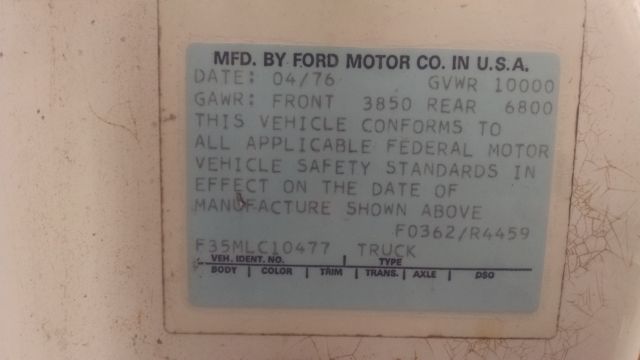 MFD. BY FORD MOTOR CO. IN U.S.A.
DATE: 04/76 GVWR 10000
GAWR: FRONT 3850 REAR 6800
THIS VEHICLE CONFORMS TO
ALL APPLICABLE FEDERAL MOTOR
VEHICLE SAFETY STANDARDS IN
EFFECT ON THE DATE OF
MANUFACTURE SHOWN ABOVE
F0362/R4459
F35MLC10477 TRUCK
VEH. IDENT. NO. TYPE
BODY COLOR TRIM TRANS. AXLE DSO